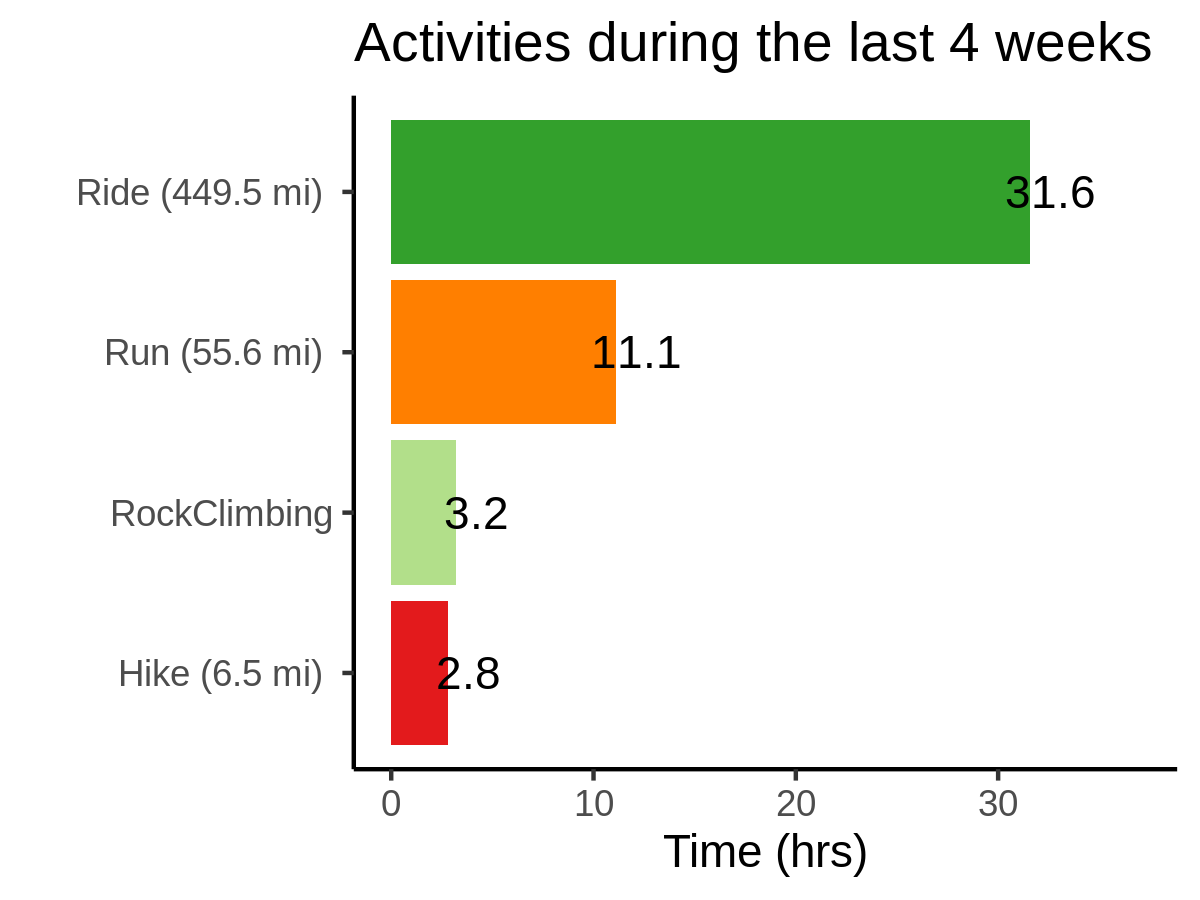 Activities during the last 4 weeks
Ride (449.5 mi) 31.6
Run (55.6 mi) 11.1
RockClimbing 3.2
Hike (6.5 mi) 2.8
0 10 20 30
Time (hrs)